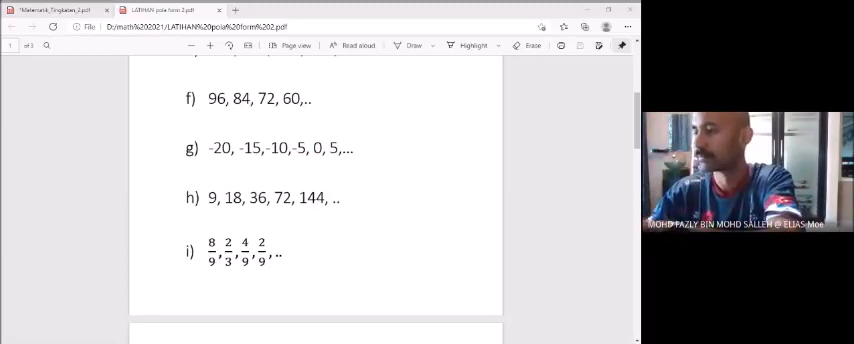 *Matematik_Tingkatan_2.pdf
LATIHAN pola form 2.pdf
File
D:/math%202021/LATIHAN%20pola%20form%202.pdf
1 of 3
Page view
Read aloud
Draw
Highlight
Erase
f) 96, 84, 72, 60,..
g) -20, -15,-10,-5, 0, 5,...
h) 9, 18, 36, 72, 144, ..
i) 8/9, 2/3, 4/9, 2/9, ..
MOHD FAZLY BIN MOHD SALLEH @ ELIAS Moe